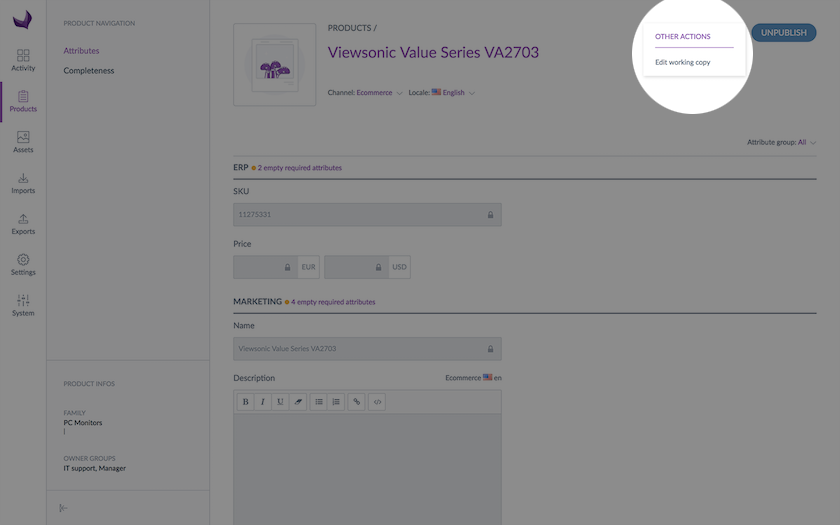 Activity
Products
Assets
Imports
Exports
Settings
System
PRODUCT NAVIGATION
Attributes
Completeness
PRODUCT INFOS
FAMILY
PC Monitors
OWNER GROUPS
IT support, Manager
PRODUCTS /
Viewsonic Value Series VA2703
Channel: Ecommerce Locale: English
OTHER ACTIONS
Edit working copy
UNPUBLISH
Attribute group: All
ERP 2 empty required attributes
SKU
11275331
Price
EUR USD
MARKETING 4 empty required attributes
Name
Viewsonic Value Series VA2703
Description Ecommerce en
B I U